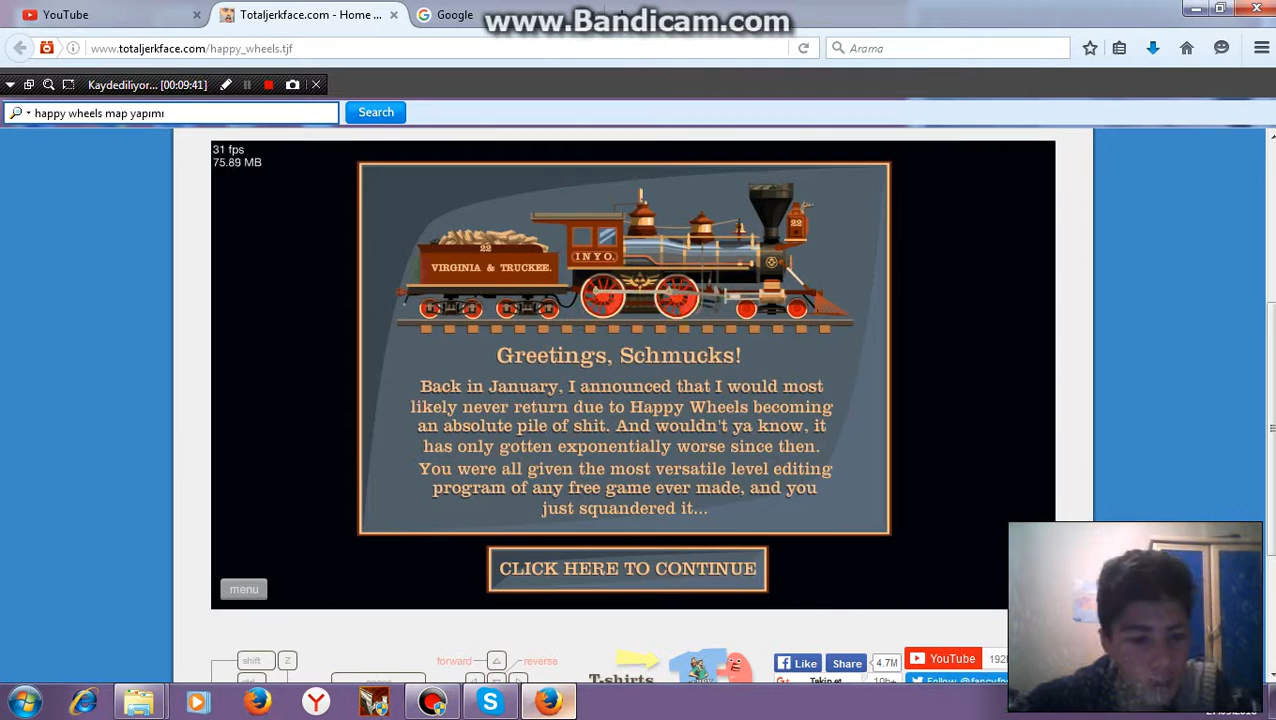 www.Bandicam.com
YouTube
Totaljerkface.com - Home ...
Google
www.totaljerkface.com/happy_wheels.tjf
Arama
Kaydediliyor... [00:09:41]
happy wheels map yapımı
Search
31 fps
75.89 MB
22
22
INYO.
VIRGINIA & TRUCKEE.
Greetings, Schmucks!
Back in January, I announced that I would most
likely never return due to Happy Wheels becoming
an absolute pile of shit. And wouldn't ya know, it
has only gotten exponentially worse since then.
You were all given the most versatile level editing
program of any free game ever made, and you
just squandered it...
CLICK HERE TO CONTINUE
menu
shift
Z
forward
reverse
T-shirts
Like
Share
4.7M
YouTube